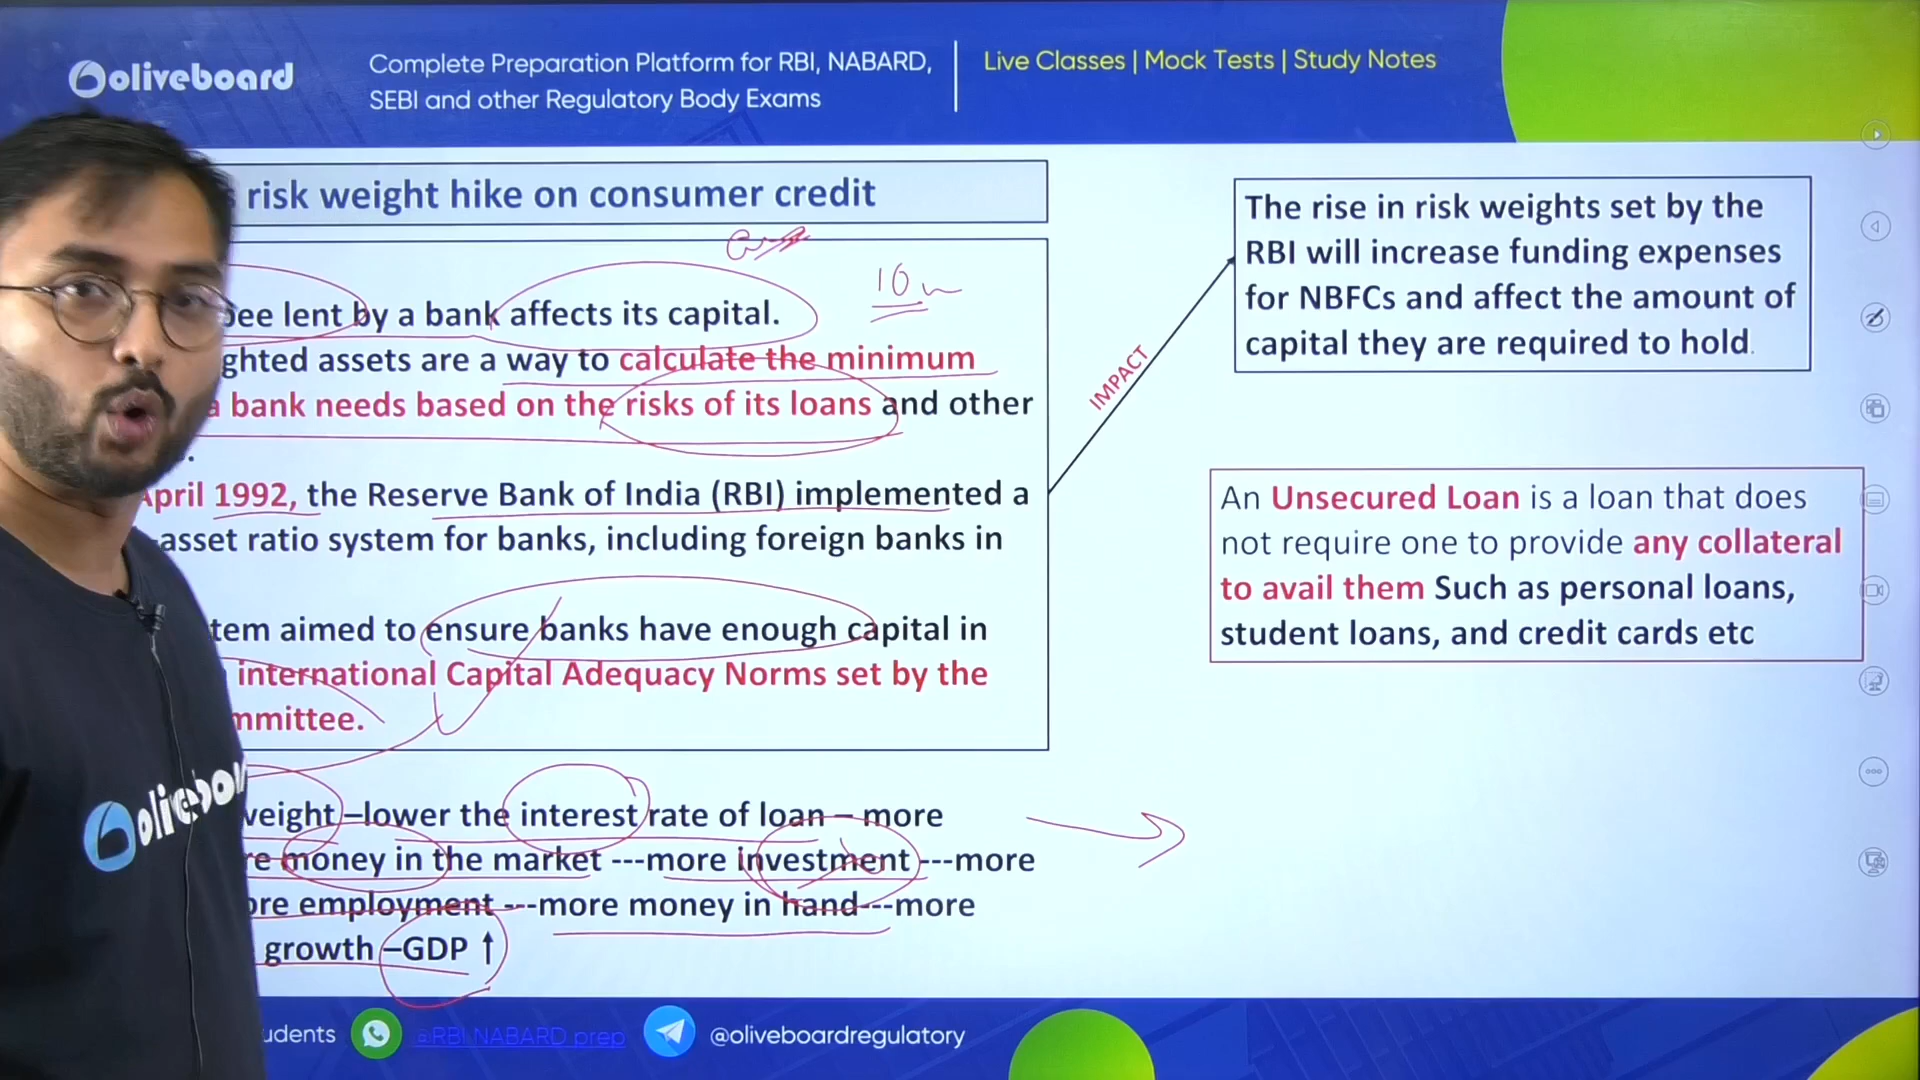 oliveboard
Complete Preparation Platform for RBI, NABARD,
SEBI and other Regulatory Body Exams
Live Classes | Mock Tests | Study Notes
risk weight hike on consumer credit
lent by a bank affects its capital.
assets are a way to calculate the minimum
a bank needs based on the risks of its loans and other
April 1992, the Reserve Bank of India (RBI) implemented a
-asset ratio system for banks, including foreign banks in
aimed to ensure banks have enough capital in
international Capital Adequacy Norms set by the
weight –lower the interest rate of loan – more
money in the market ---more investment ---more
employment ---more money in hand---more
growth –GDP ↑
10
IMPACT
The rise in risk weights set by the
RBI will increase funding expenses
for NBFCs and affect the amount of
capital they are required to hold.
An Unsecured Loan is a loan that does
not require one to provide any collateral
to avail them Such as personal loans,
student loans, and credit cards etc
oliveboar
@RBI NABARD prep
@oliveboardregulatory